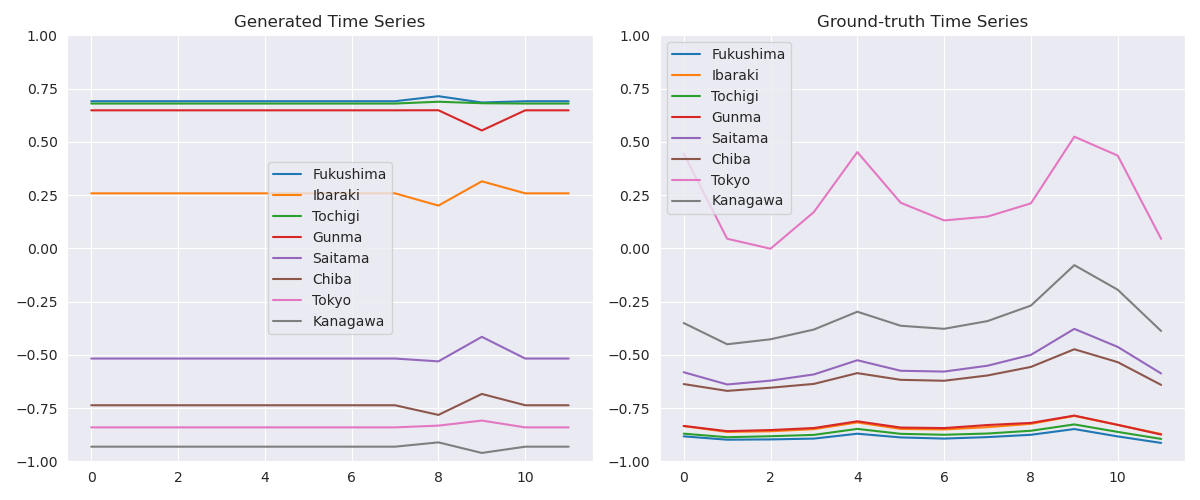 Generated Time Series
1.00
0.75
0.50
0.25
0.00
−0.25
−0.50
−0.75
−1.00
0 2 4 6 8 10
Fukushima
Ibaraki
Tochigi
Gunma
Saitama
Chiba
Tokyo
Kanagawa
Ground-truth Time Series
1.00
0.75
0.50
0.25
0.00
−0.25
−0.50
−0.75
−1.00
0 2 4 6 8 10
Fukushima
Ibaraki
Tochigi
Gunma
Saitama
Chiba
Tokyo
Kanagawa